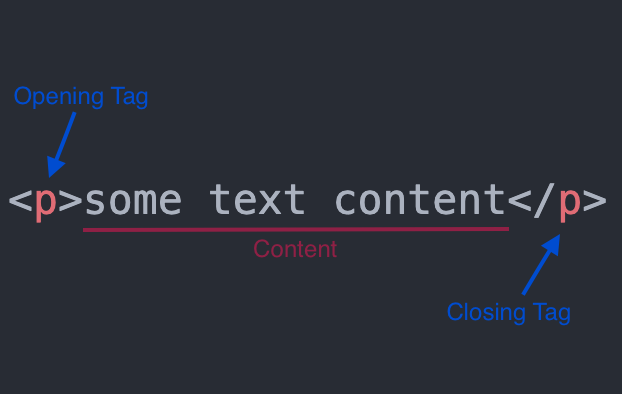 Opening Tag
<p>some text content</p>
Content
Closing Tag